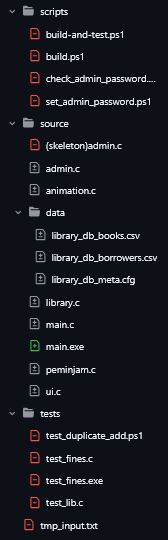 scripts
build-and-test.ps1
build.ps1
check_admin_password....
set_admin_password.ps1
source
(skeleton)admin.c
admin.c
animation.c
data
library_db_books.csv
library_db_borrowers.csv
library_db_meta.cfg
library.c
main.c
main.exe
peminjam.c
ui.c
tests
test_duplicate_add.ps1
test_fines.c
test_fines.exe
test_lib.c
tmp_input.txt